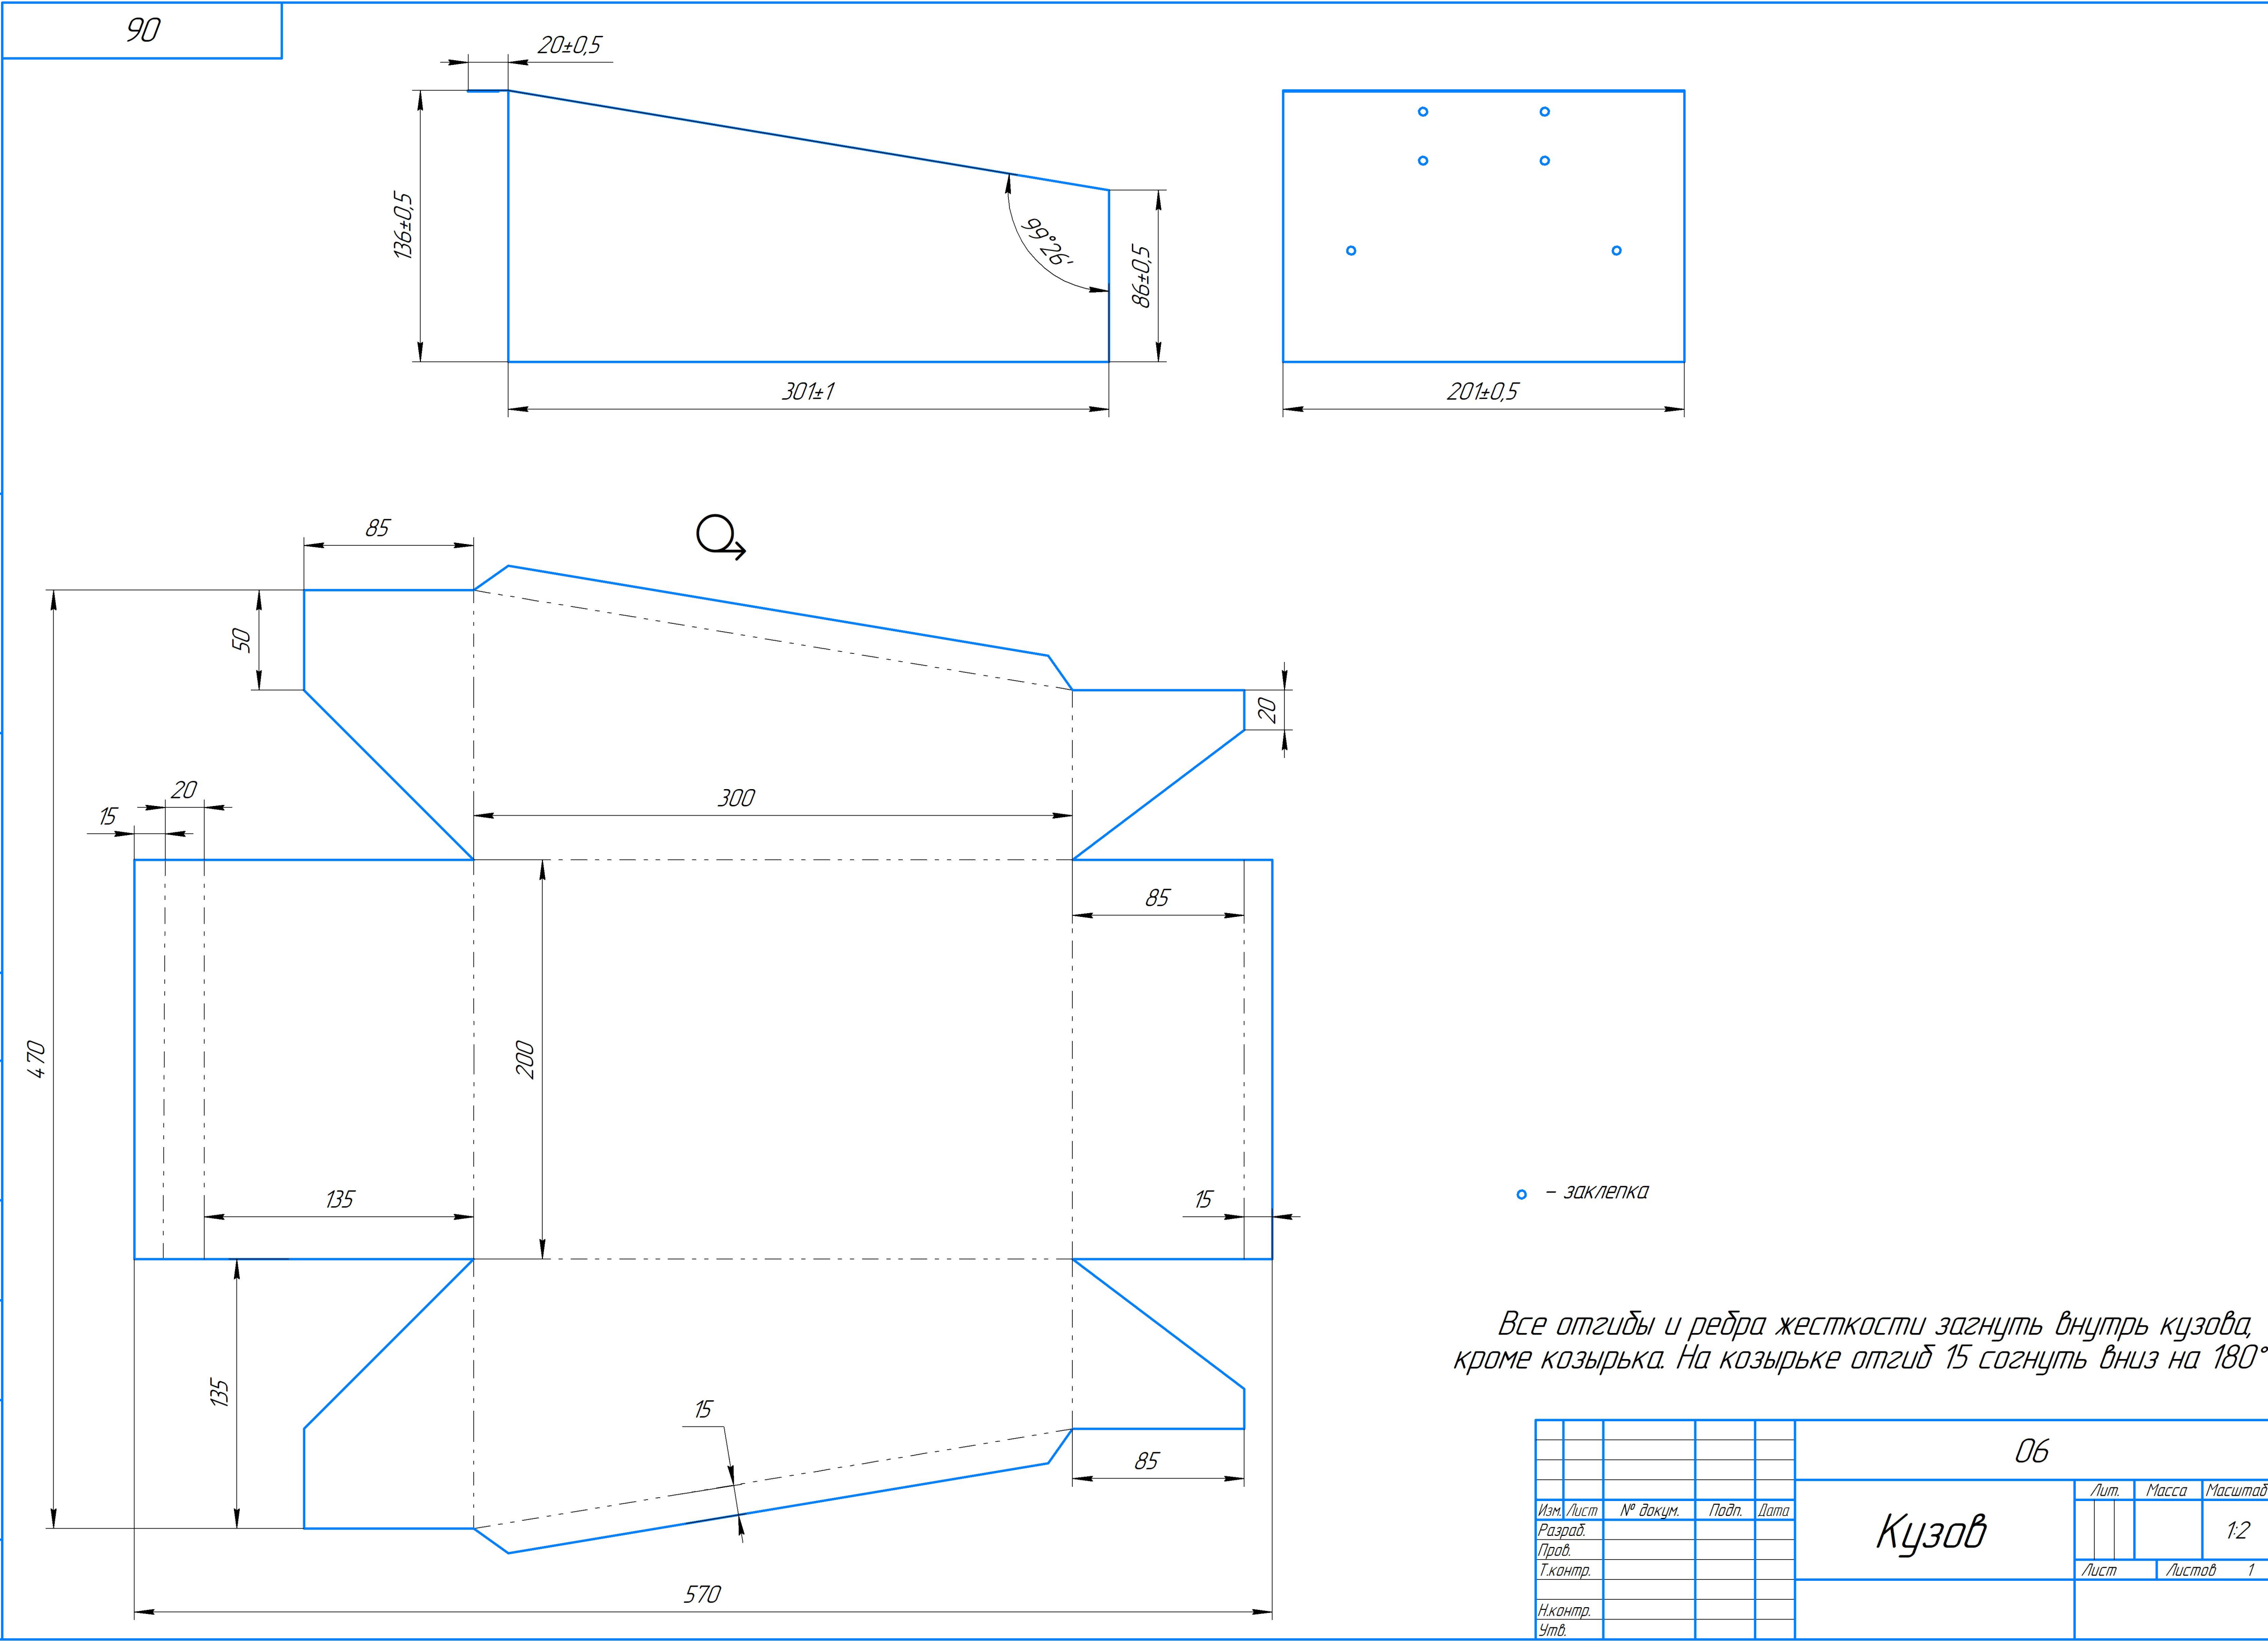 06
20±0,5
136±0,5
99°26'
86±0,5
301±1
201±0,5
85
50
20
20
15
300
85
470
200
135
15
135
15
85
570
– заклепка
Все отгибы и ребра жесткости загнуть внутрь кузова,
кроме козырька. На козырьке отгиб 15 согнуть вниз на 180°
06
Лит. Масса Масштаб
Изм. Лист № докум. Подп. Дата
Кузов
1:2
Разраб.
Пров.
Т.контр.
Лист Листов 1
Н.контр.
Утв.